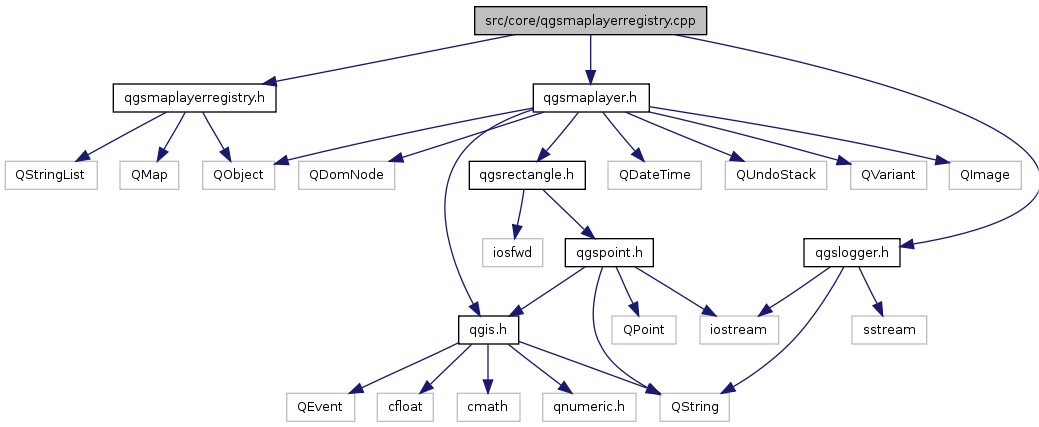 src/core/qgsmaplayerregistry.cpp
qgsmaplayerregistry.h
qgsmaplayer.h
QStringList
QMap
QObject
QDomNode
qgsrectangle.h
QDateTime
QUndoStack
QVariant
QImage
iosfwd
qgspoint.h
qgslogger.h
qgis.h
QPoint
iostream
sstream
QEvent
cfloat
cmath
qnumeric.h
QString